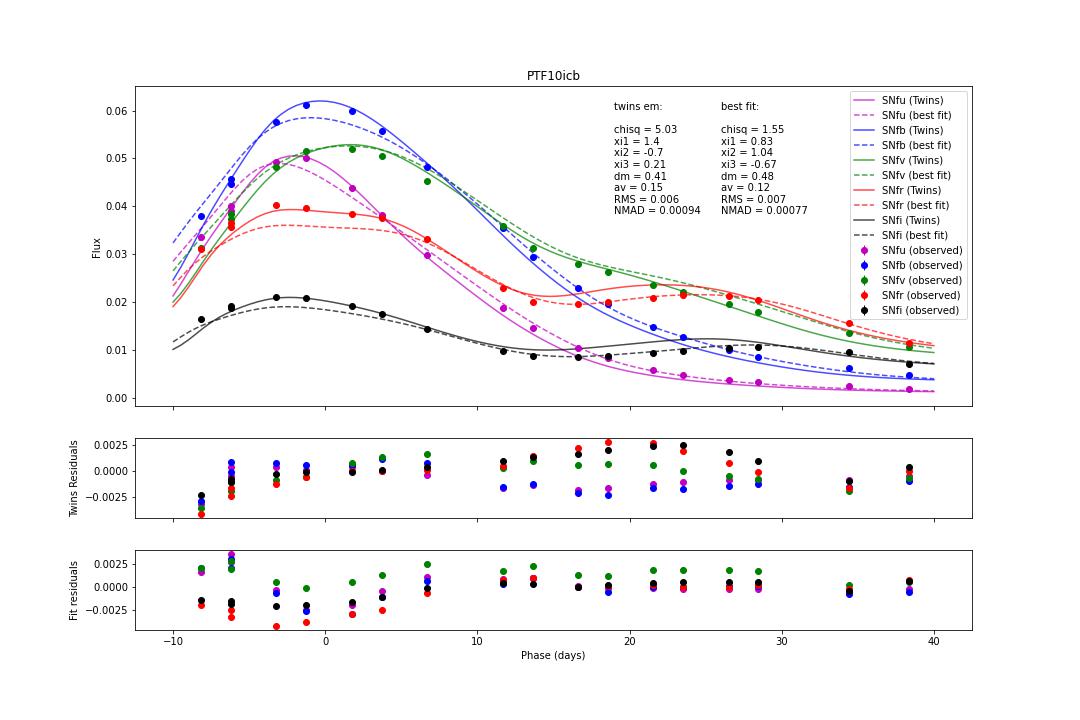 PTF10icb
Flux
0.06
0.05
0.04
0.03
0.02
0.01
0.00
twins em:
chisq = 5.03
xi1 = 1.4
xi2 = -0.7
xi3 = 0.21
dm = 0.41
av = 0.15
RMS = 0.006
NMAD = 0.00094
best fit:
chisq = 1.55
xi1 = 0.83
xi2 = 1.04
xi3 = -0.67
dm = 0.48
av = 0.12
RMS = 0.007
NMAD = 0.00077
SNfu (Twins)
SNfu (best fit)
SNfb (Twins)
SNfb (best fit)
SNfv (Twins)
SNfv (best fit)
SNfr (Twins)
SNfr (best fit)
SNfi (Twins)
SNfi (best fit)
SNfu (observed)
SNfb (observed)
SNfv (observed)
SNfr (observed)
SNfi (observed)
Twins Residuals
0.0025
0.0000
−0.0025
Fit residuals
0.0025
0.0000
−0.0025
−10 0 10 20 30 40
Phase (days)